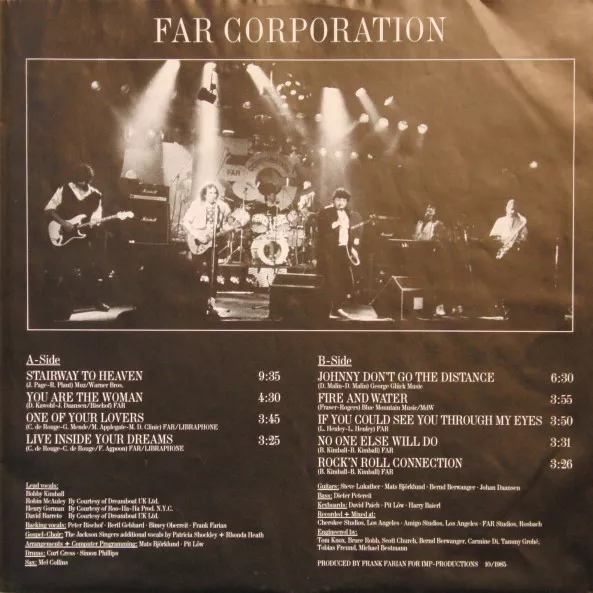 FAR CORPORATION
FAR
A-Side
STAIRWAY TO HEAVEN 9:35
(J. Page-R. Plant) Muz/Warner Bros.
YOU ARE THE WOMAN 4:30
(D. Kawohl-J. Daansen/Bischof) FAR
ONE OF YOUR LOVERS 3:45
(C. de Rouge-G. Mende/M. Applegate-M. D. Clinic) FAR/LIBRAPHONE
LIVE INSIDE YOUR DREAMS 3:25
(C. de Rouge-C. de Rouge/F. Agpoon) FAR/LIBRAPHONE
Lead vocals:
Bobby Kimball
Robin McAuley By Courtesy of Dreamboat UK Ltd.
Henry Gorman By Courtesy of Roo-Ha-Ha Prod. N.Y.C.
David Barreto By Courtesy of Dreamboat UK Ltd.
Backing vocals: Peter Bischof · Bertl Gebhard · Bimey Oberreit · Frank Farian
Gospel-Choir: The Jackson Singers additional vocals by Patricia Shockley + Rhonda Heath
Arrangements + Computer Programming: Mats Björklund · Pit Löw
Drums: Curt Cress · Simon Phillips
Sax: Mel Collins
B-Side
JOHNNY DON'T GO THE DISTANCE 6:30
(D. Malin-D. Malin) George Glück Music
FIRE AND WATER 3:55
(Fraser-Rogers) Blue Mountain Music/MdW
IF YOU COULD SEE YOU THROUGH MY EYES 3:50
(L. Henley-L. Henley) FAR
NO ONE ELSE WILL DO 3:31
(B. Kimball-B. Kimball) FAR
ROCK'N ROLL CONNECTION 3:26
(B. Kimball-B. Kimball) FAR
Guitars: Steve Lukather · Mats Björklund · Bernd Berwanger · Johan Daansen
Bass: Dieter Petereit
Keyboards: David Paich · Pit Löw · Harry Baierl
Recorded + Mixed at:
Cherokee Studios, Los Angeles · Amigo Studios, Los Angeles · FAR Studios, Rosbach
Engineered by:
Tom Knox, Bruce Robb, Scott Church, Bernd Berwanger, Carmine Di, Tammy Grohé,
Tobias Freund, Michael Bestmann
PRODUCED BY FRANK FARIAN FOR IMP-PRODUCTIONS 10/1985